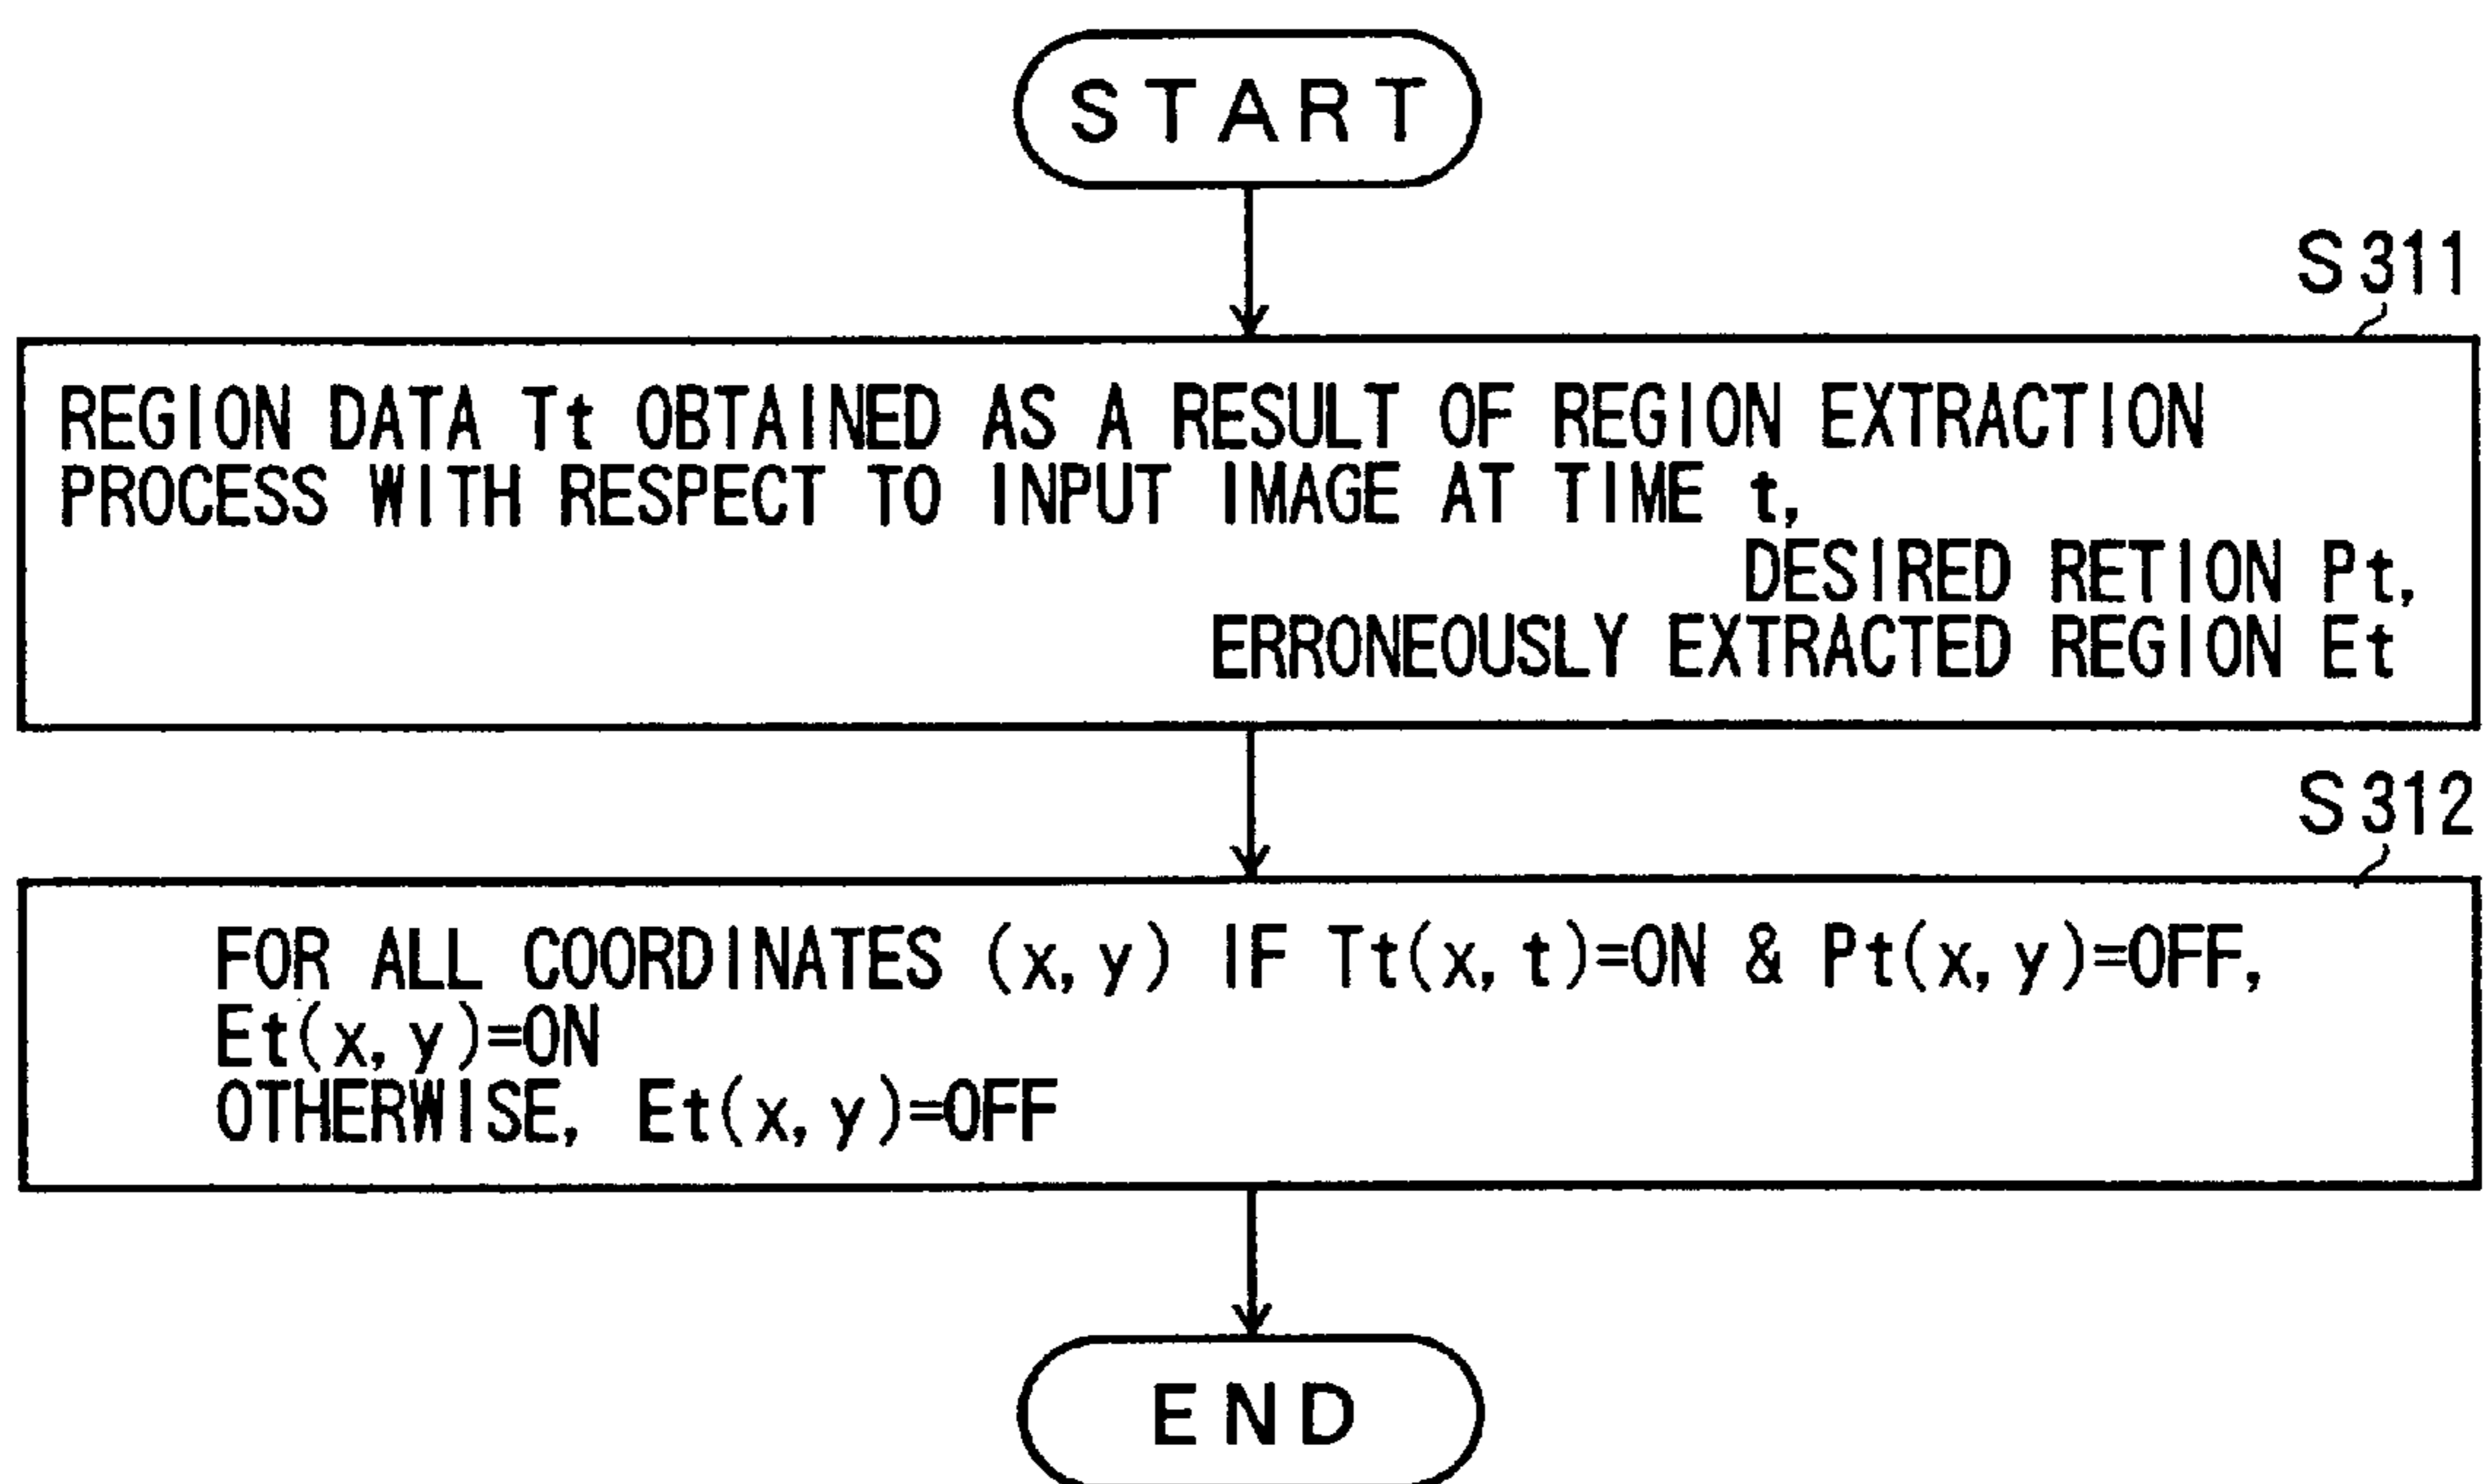 START
S311
REGION DATA Tt OBTAINED AS A RESULT OF REGION EXTRACTION
PROCESS WITH RESPECT TO INPUT IMAGE AT TIME t,
DESIRED RETION Pt,
ERRONEOUSLY EXTRACTED REGION Et
S312
FOR ALL COORDINATES (x, y) IF Tt(x, t)=ON & Pt(x, y)=OFF,
Et(x, y)=ON
OTHERWISE, Et(x, y)=OFF
END